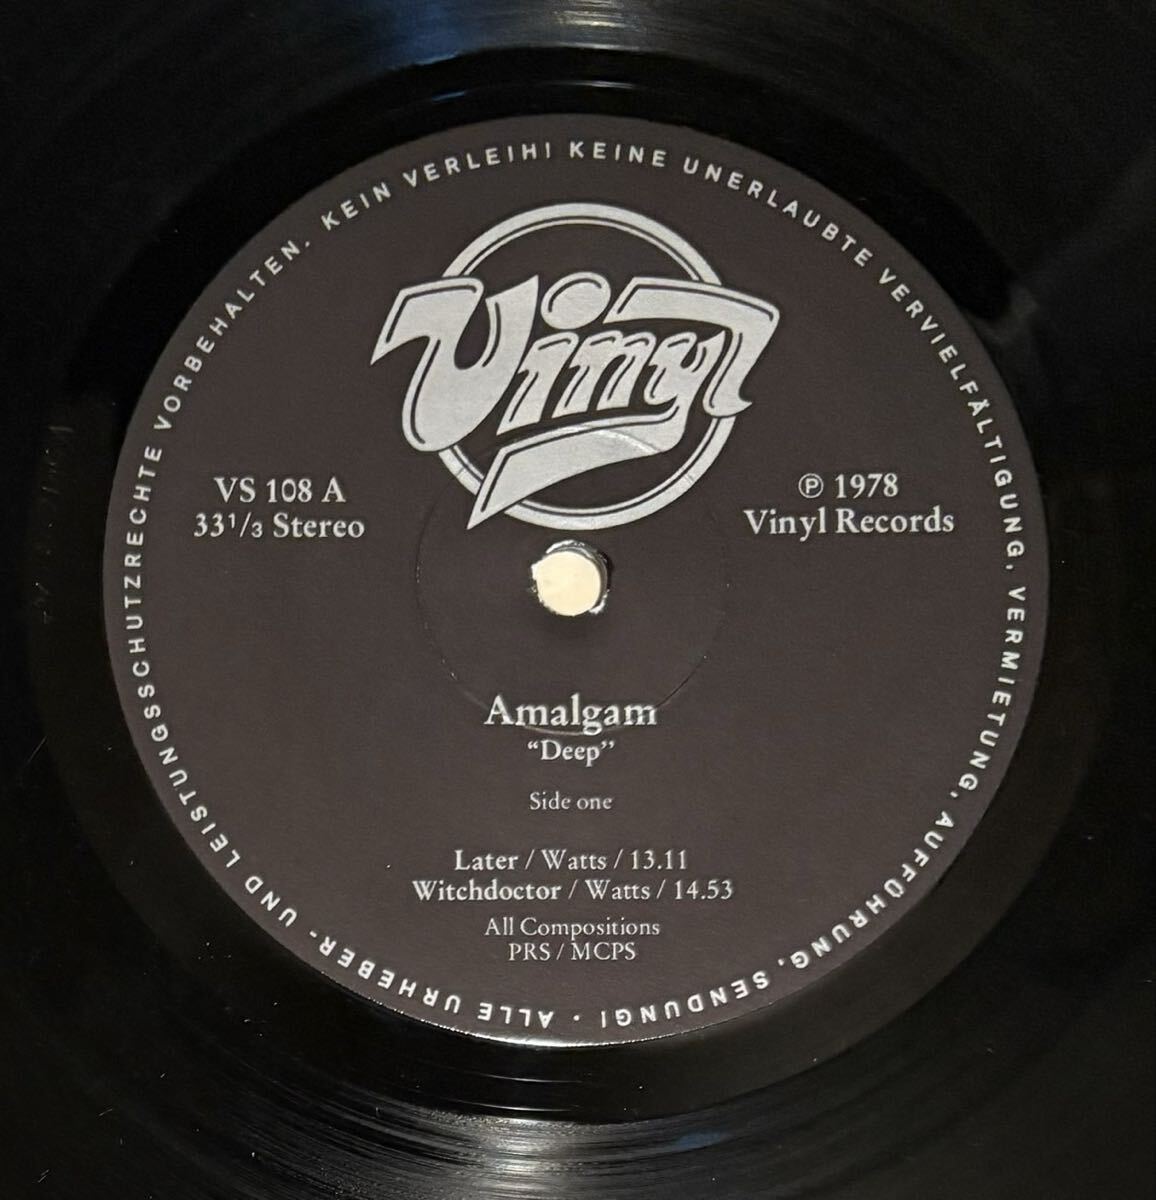 ALLE URHEBER- UND LEISTUNGSSCHUTZRECHTE VORBEHALTEN. KEIN VERLEIH! KEINE UNERLAUBTE VERVIELFÄLTIGUNG, VERMIETUNG, AUFFÜHRUNG, SENDUNG! •
Vinyl
VS 108 A
33⅓ Stereo
℗ 1978
Vinyl Records
Amalgam
“Deep”
Side one
Later / Watts / 13.11
Witchdoctor / Watts / 14.53
All Compositions
PRS / MCPS